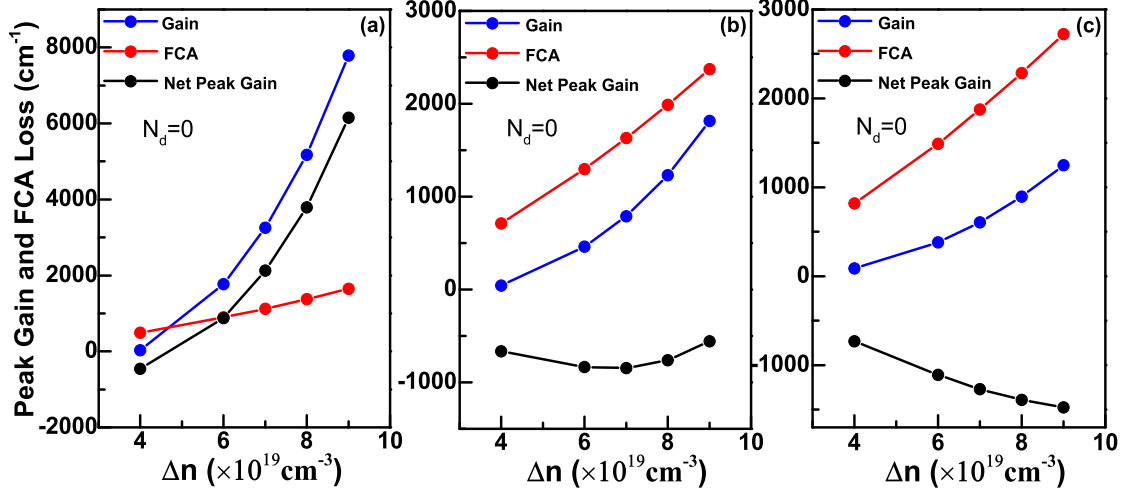 Peak Gain and FCA Loss (cm⁻¹)
(a)
Gain
FCA
Net Peak Gain
N_d=0
8000
6000
4000
2000
0
-2000
4 6 8 10
Δn (×10¹⁹cm⁻³)
(b)
Gain
FCA
Net Peak Gain
N_d=0
3000
2000
1000
0
-1000
4 6 8 10
Δn (×10¹⁹cm⁻³)
(c)
Gain
FCA
Net Peak Gain
N_d=0
3000
2000
1000
0
-1000
4 6 8 10
Δn (×10¹⁹cm⁻³)